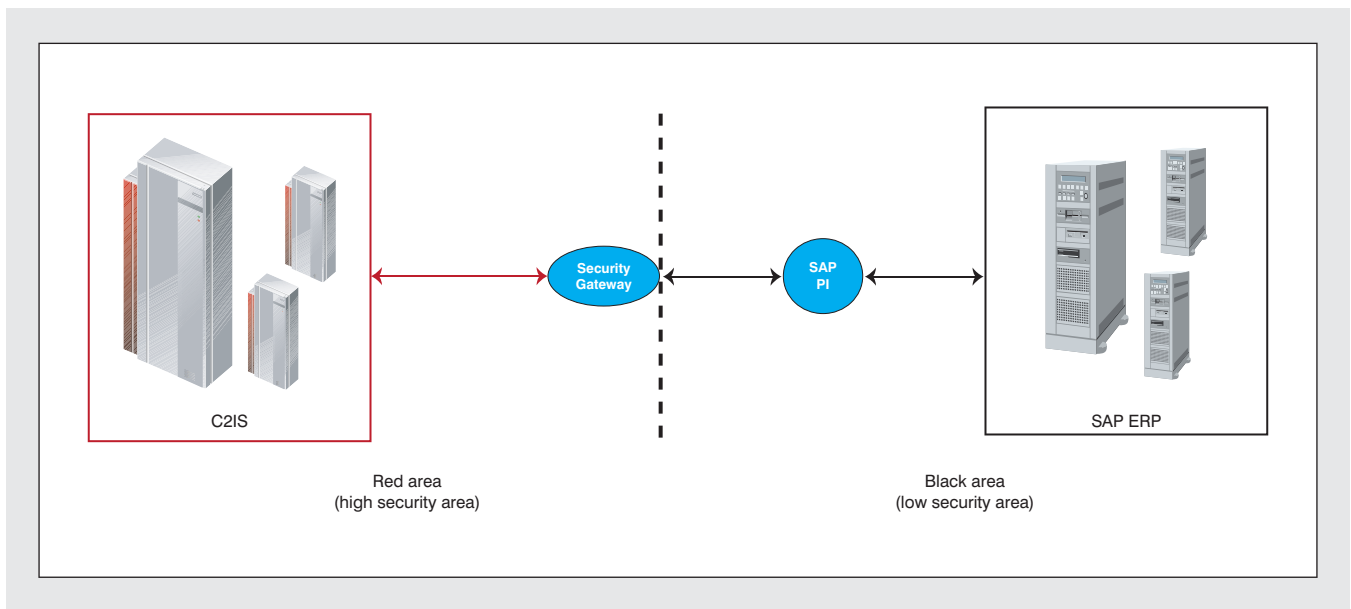 Security
Gateway
SAP
PI
C2IS
SAP ERP
Red area
(high security area)
Black area
(low security area)